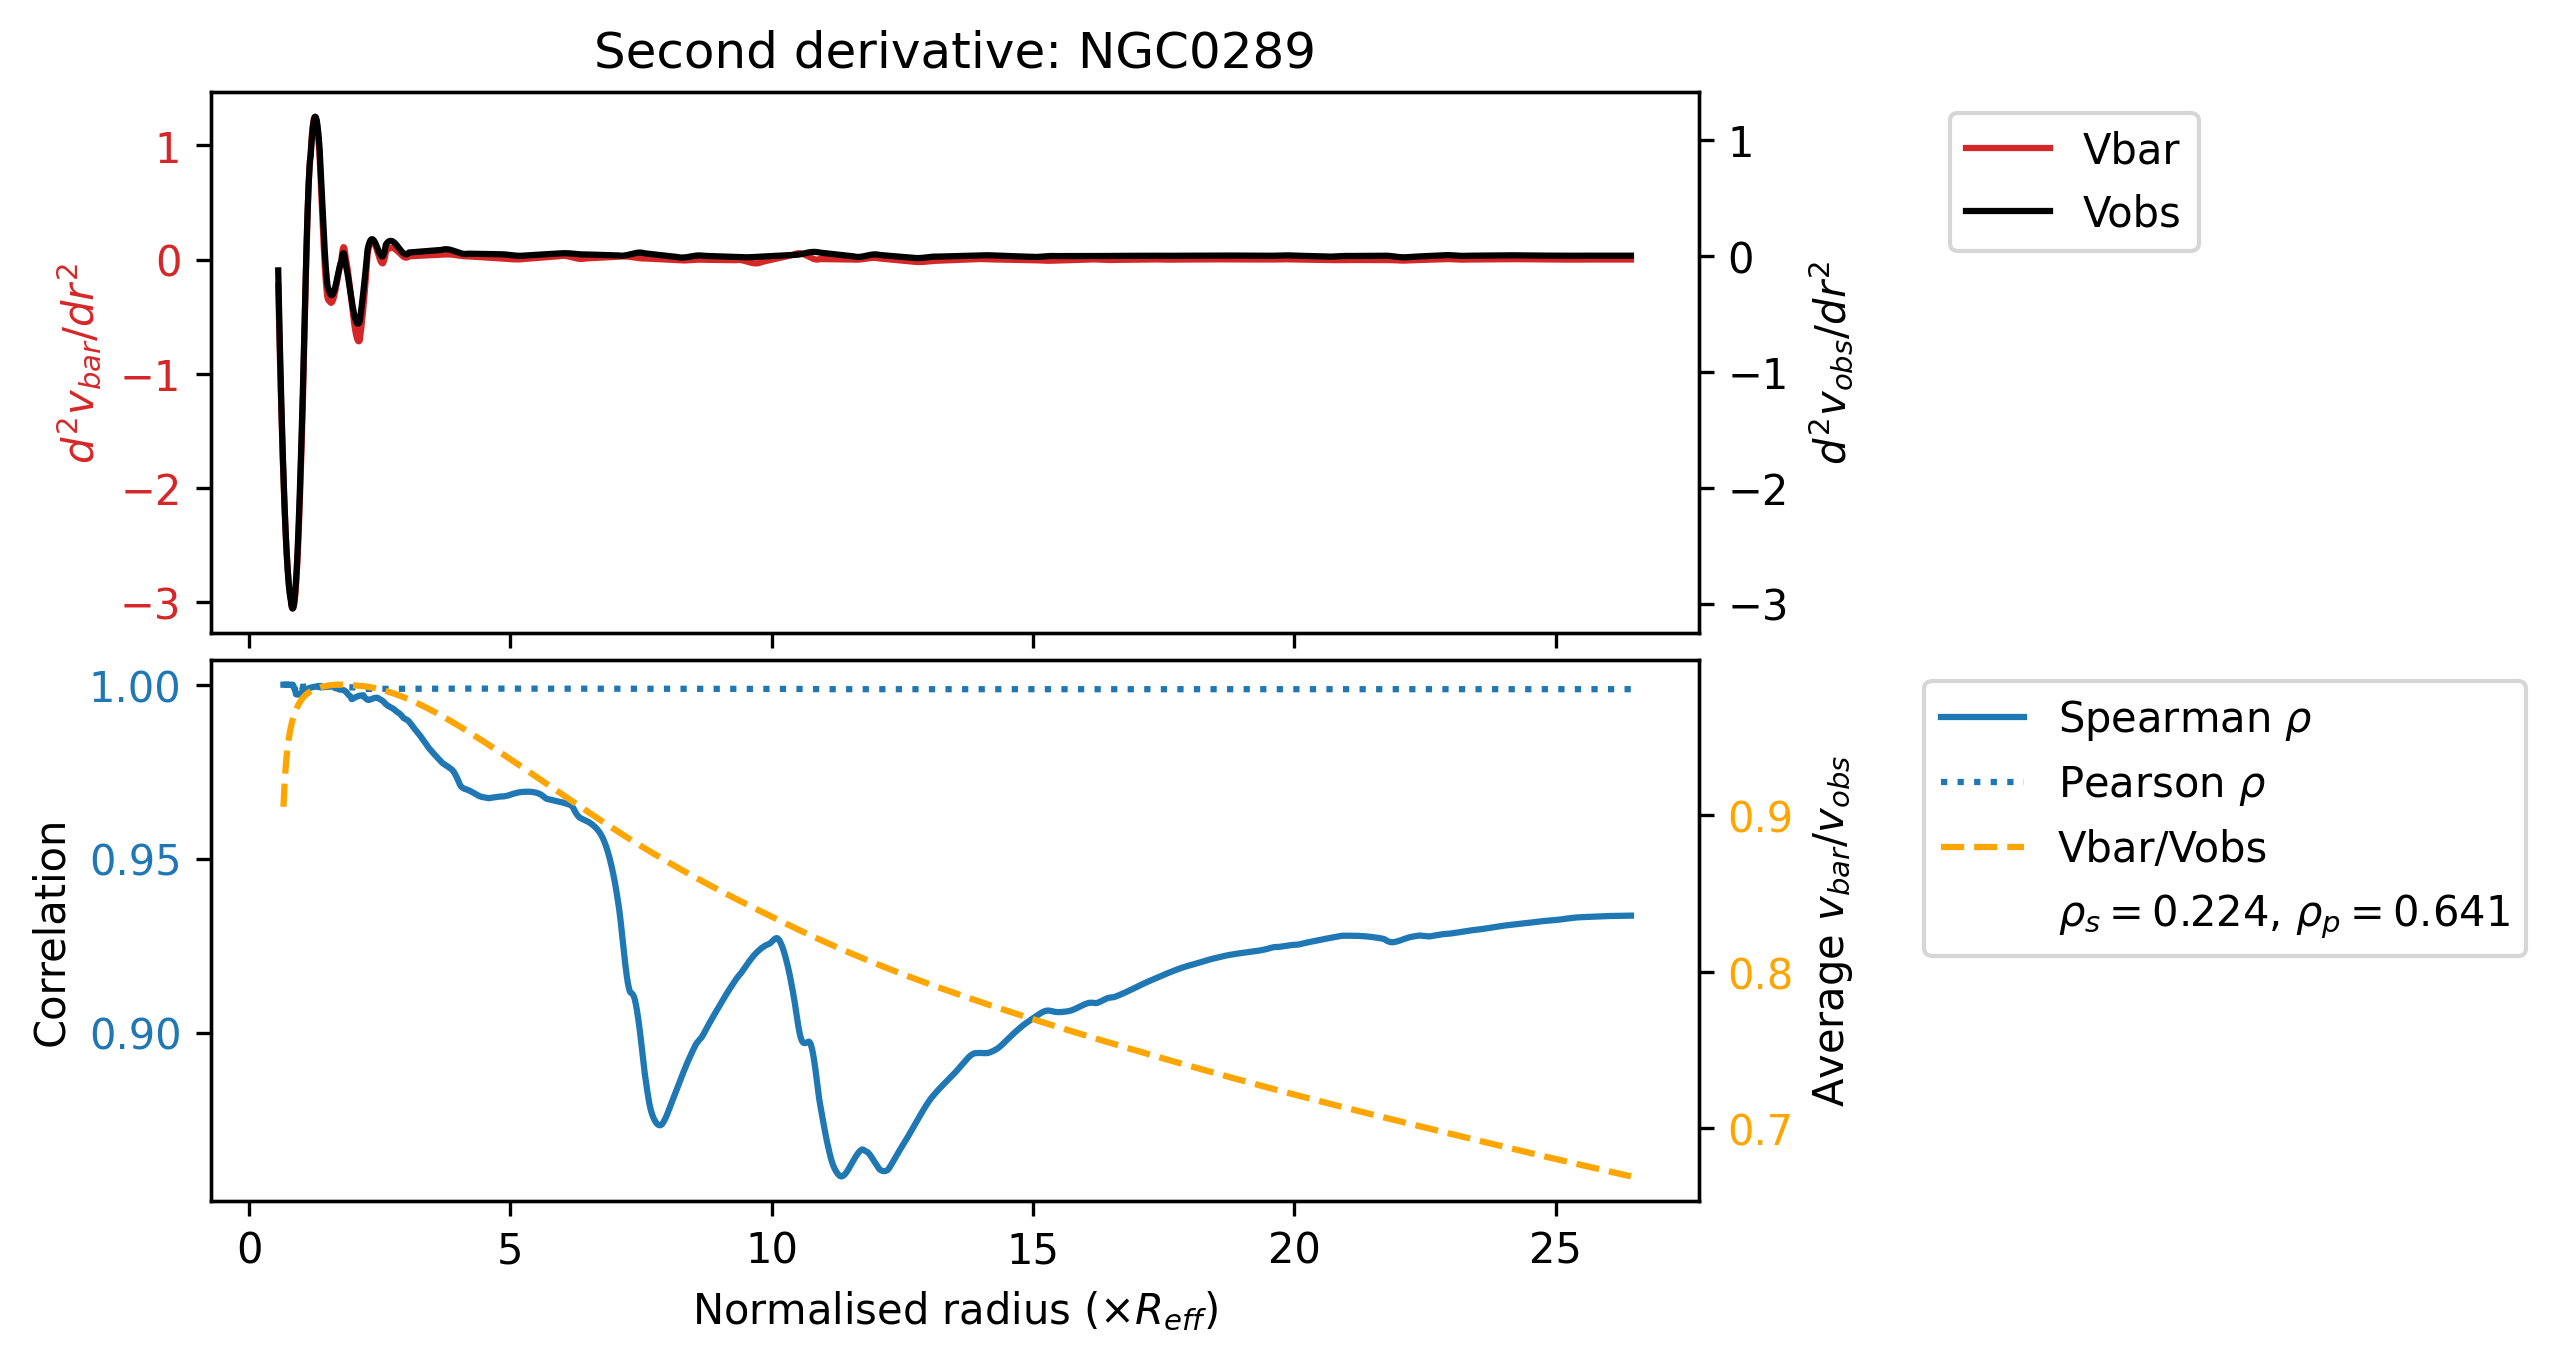 Second derivative: NGC0289
1
0
−1
−2
−3
d²v_bar/dr²
1
0
−1
−2
−3
d²v_obs/dr²
Vbar
Vobs
1.00
0.95
0.90
Correlation
0.9
0.8
0.7
Average v_bar/v_obs
Spearman ρ
Pearson ρ
Vbar/Vobs
ρ_s = 0.224, ρ_p = 0.641
0 5 10 15 20 25
Normalised radius (×R_eff)